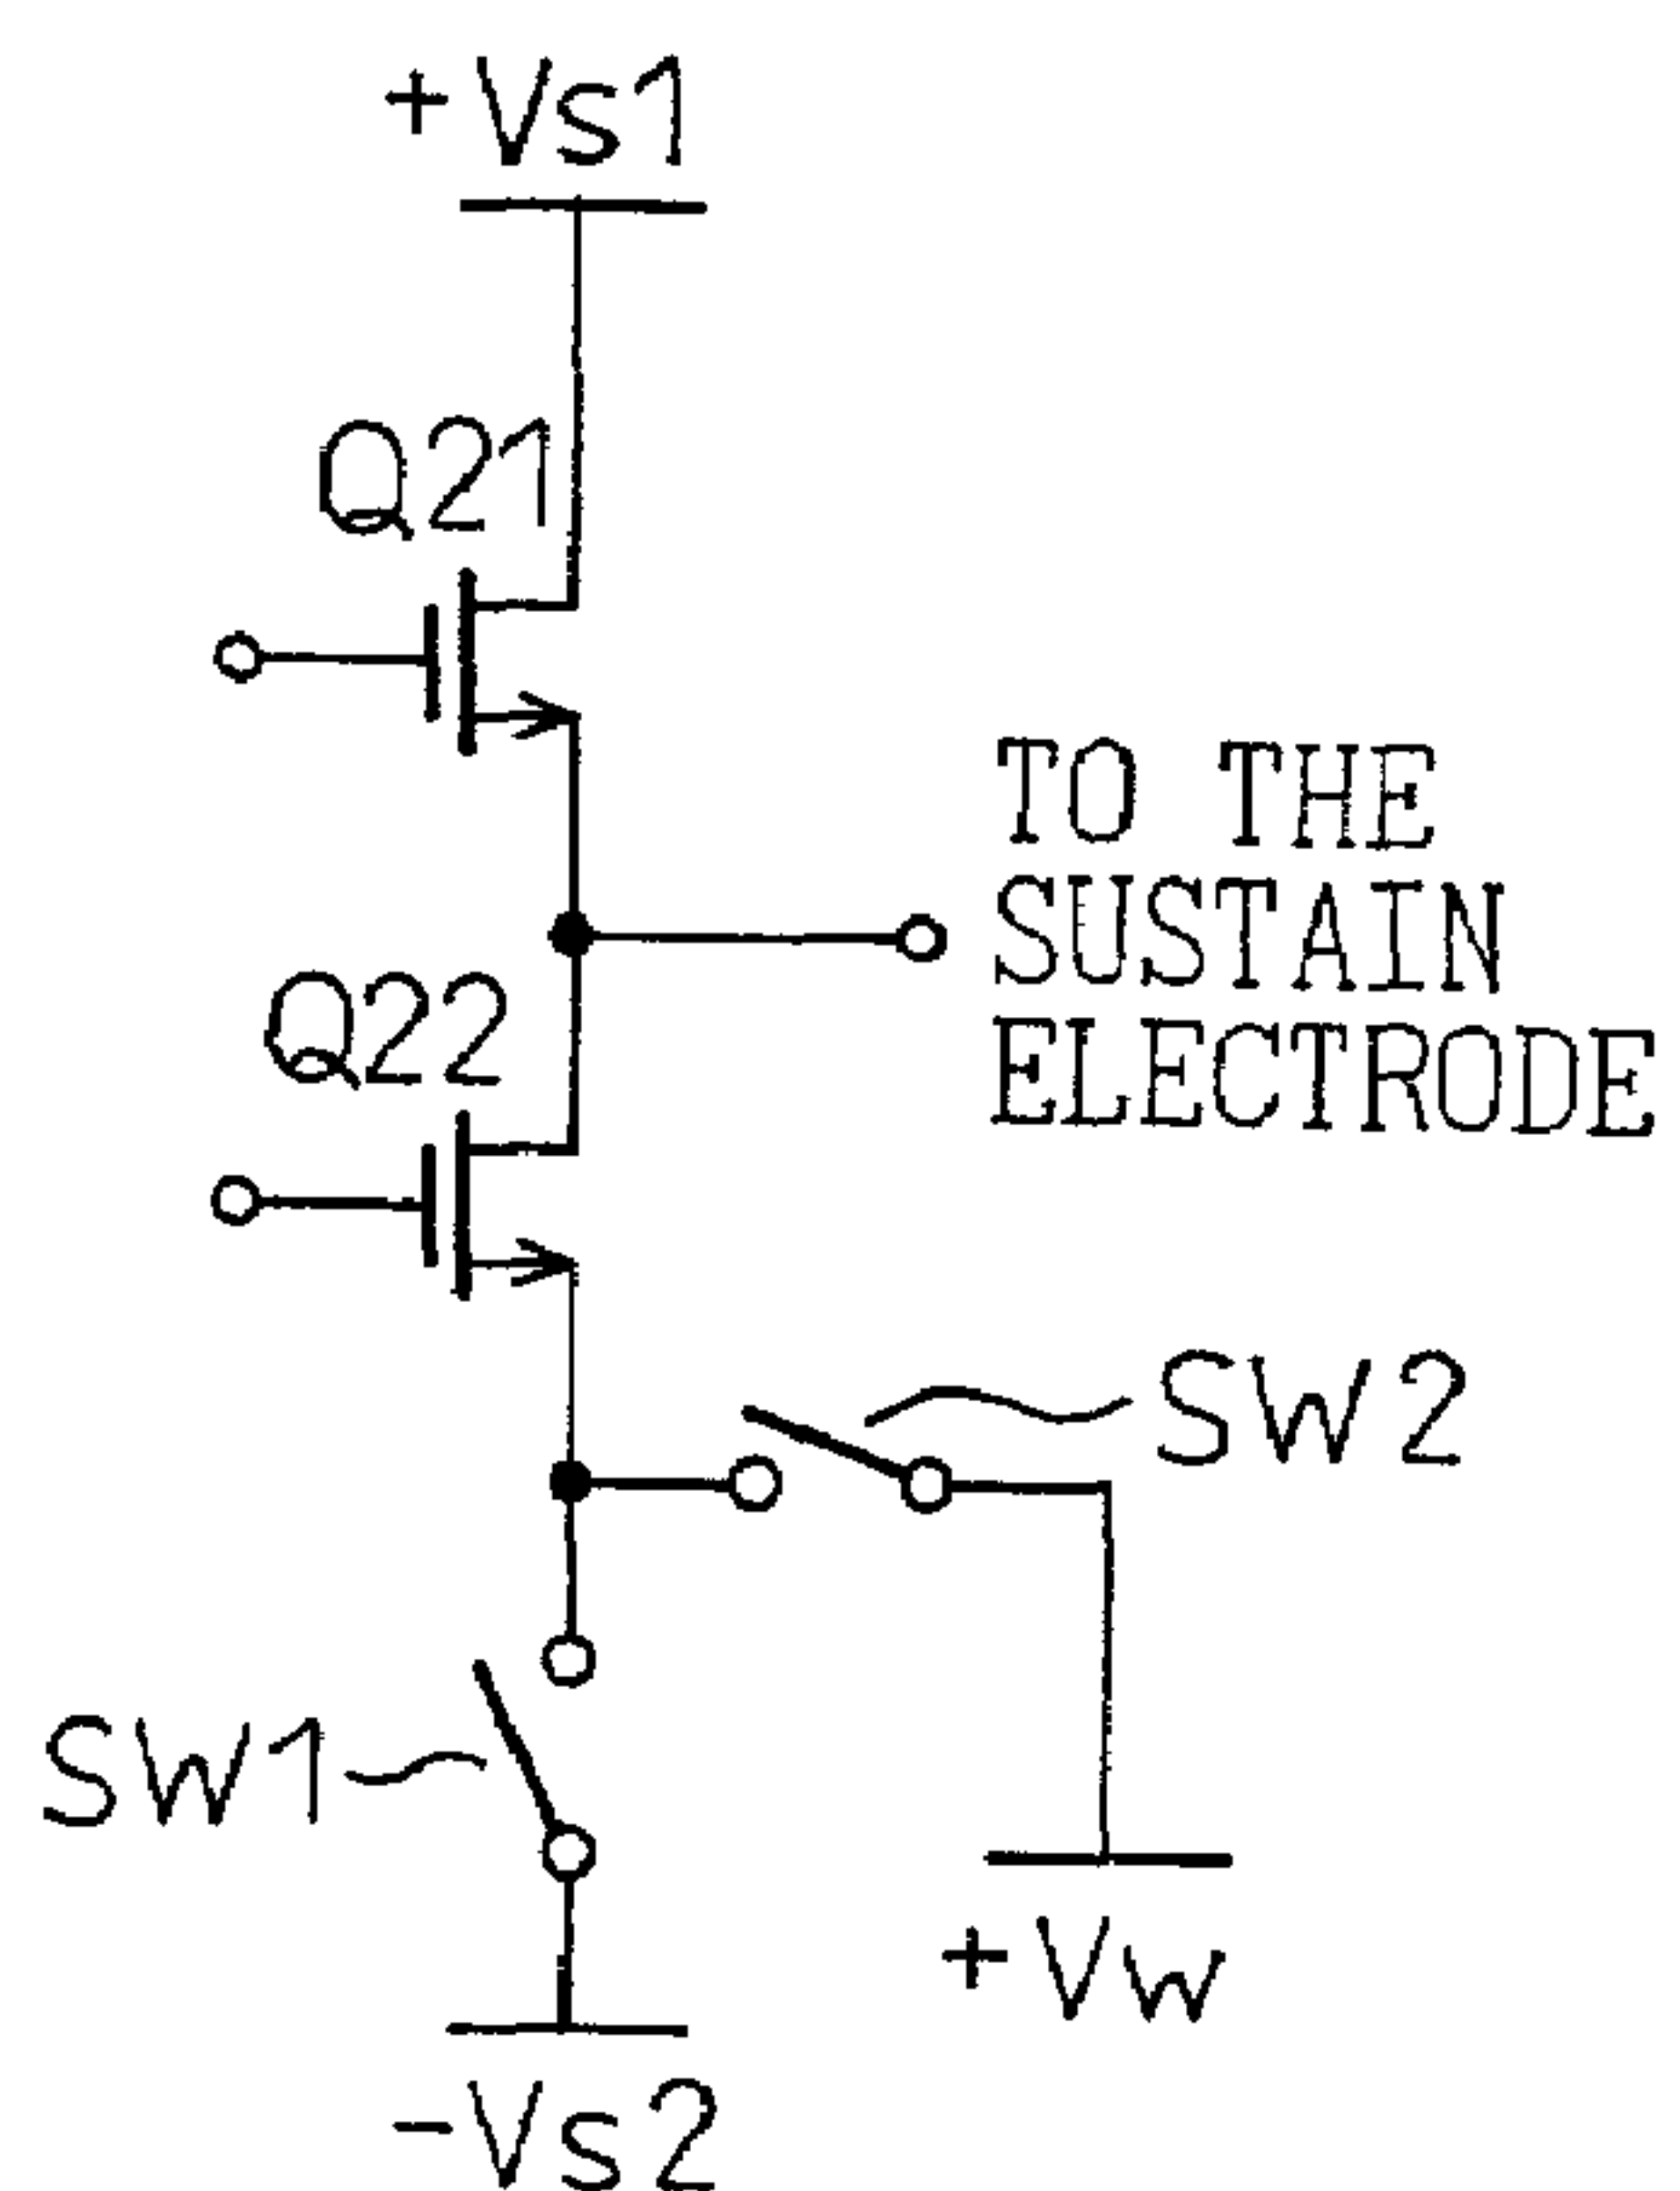 +Vs1
Q21
TO THE
SUSTAIN
ELECTRODE
Q22
SW2
SW1
+Vw
-Vs2